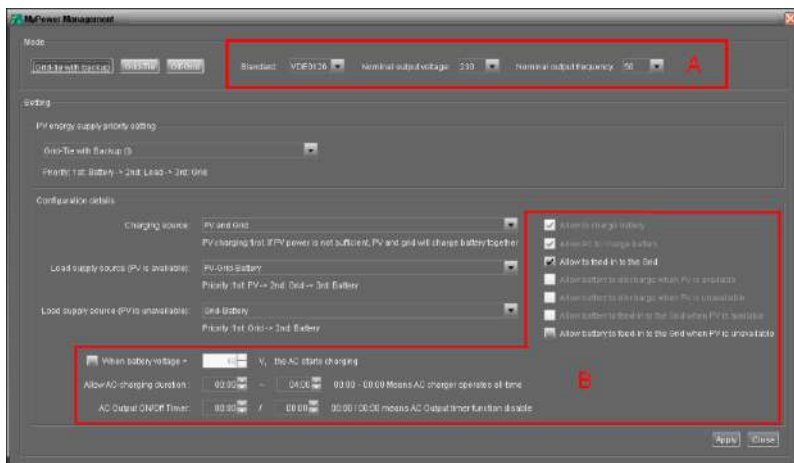 MyPower Management
Mode
Grid-tie with backup Grid-Tie Off-Grid Standard: VDE0126 Nominal output voltage: 230 Nominal output frequency: 50 A
Setting
PV energy supply priority setting
Grid-Tie with Backup (I)
Priority: 1st: Battery -> 2nd: Load -> 3rd: Grid
Configuration details
Charging source: PV and Grid
PV charging first. If PV power is not sufficient, PV and grid will charge battery together
Load supply source (PV is available): PV-Grid-Battery
Priority: 1st: PV -> 2nd: Grid -> 3rd: Battery
Load supply source (PV is unavailable): Grid-Battery
Priority: 1st: Grid -> 2nd: Battery
Allow to charge battery
Allow AC to charge battery
Allow to feed-in to the Grid
Allow battery to discharge when PV is available
Allow battery to discharge when PV is unavailable
Allow battery to feed-in to the Grid when PV is available
Allow battery to feed-in to the Grid when PV is unavailable
When battery voltage < V, the AC starts charging
Allow AC charging duration: 00:00 -- 04:00 00:00 - 00:00 Means AC charger operates all-time
B
AC Output ON/Off Timer: 00:00 / 00:00 00:00 / 00:00 means AC Output timer function disable
Apply Close